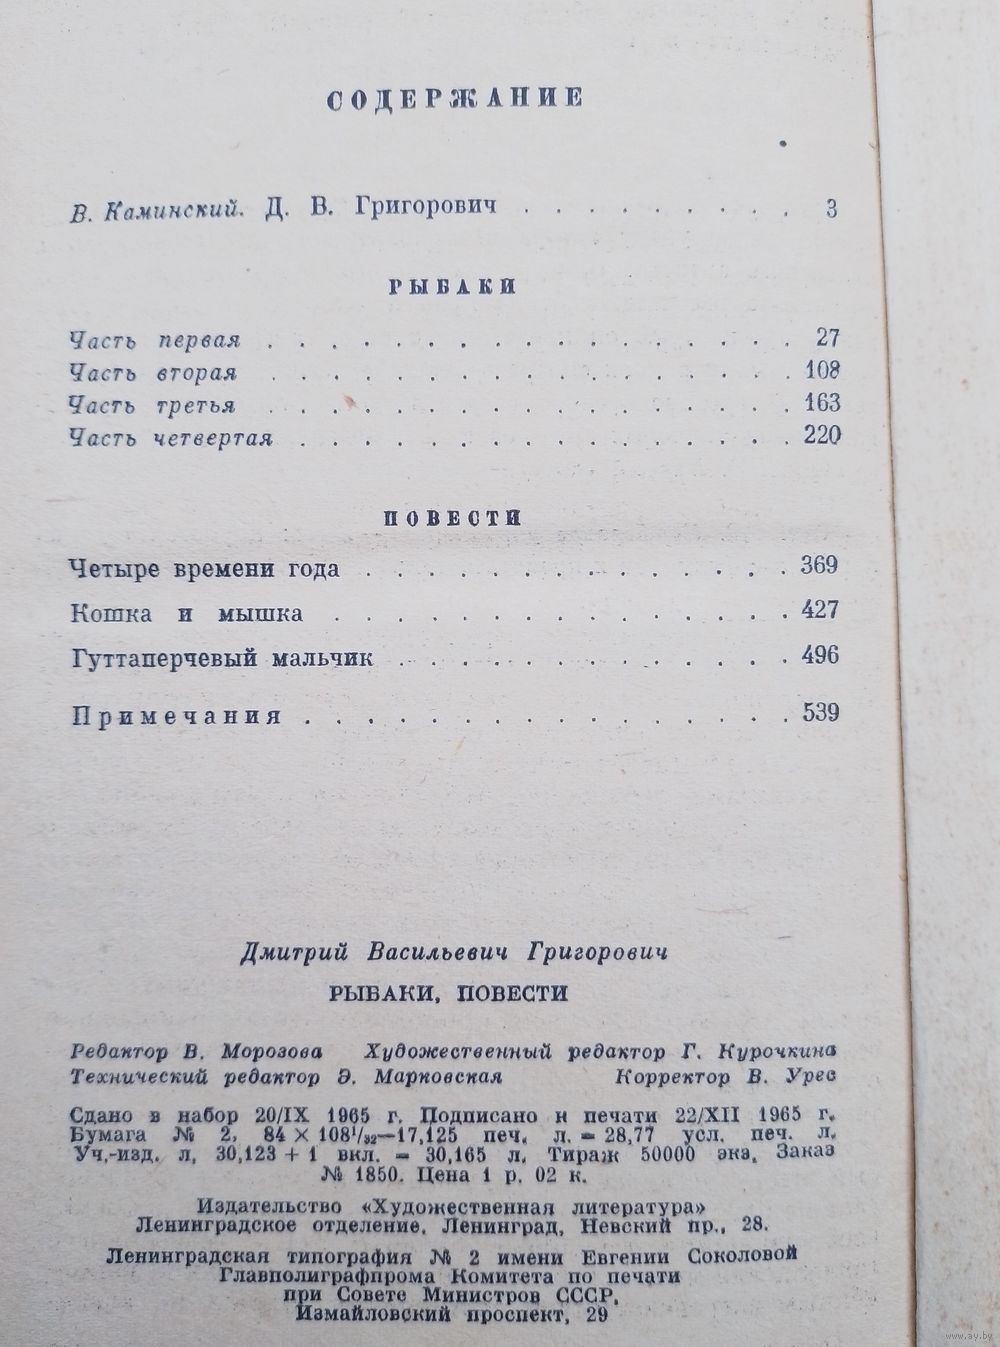 СОДЕРЖАНИЕ
В. Каминский. Д. В. Григорович . . . . . . . . . 3
РЫБАКИ
Часть первая . . . . . . . . . . . . . . . . . 27
Часть вторая . . . . . . . . . . . . . . . . . 108
Часть третья . . . . . . . . . . . . . . . . . 163
Часть четвертая . . . . . . . . . . . . . . . . 220
ПОВЕСТИ
Четыре времени года . . . . . . . . . . . . . . 369
Кошка и мышка . . . . . . . . . . . . . . . 427
Гуттаперчевый мальчик . . . . . . . . . . . . . 496
Примечания . . . . . . . . . . . . . . . . 539
Дмитрий Васильевич Григорович
РЫБАКИ, ПОВЕСТИ
Редактор В. Морозова Художественный редактор Г. Курочкина
Технический редактор Э. Марковская Корректор В. Урес
Сдано в набор 20/IX 1965 г. Подписано к печати 22/XII 1965 г.
Бумага № 2, 84 × 108¹/₃₂—17,125 печ. л. = 28,77 усл. печ. л.
Уч.-изд. л. 30,123 + 1 вкл. = 30,165 л. Тираж 50000 экз. Заказ
№ 1850. Цена 1 р. 02 к.
Издательство «Художественная литература»
Ленинградское отделение, Ленинград, Невский пр., 28.
Ленинградская типография № 2 имени Евгении Соколовой
Главполиграфпрома Комитета по печати
при Совете Министров СССР,
Измайловский проспект, 29
www.ay.by